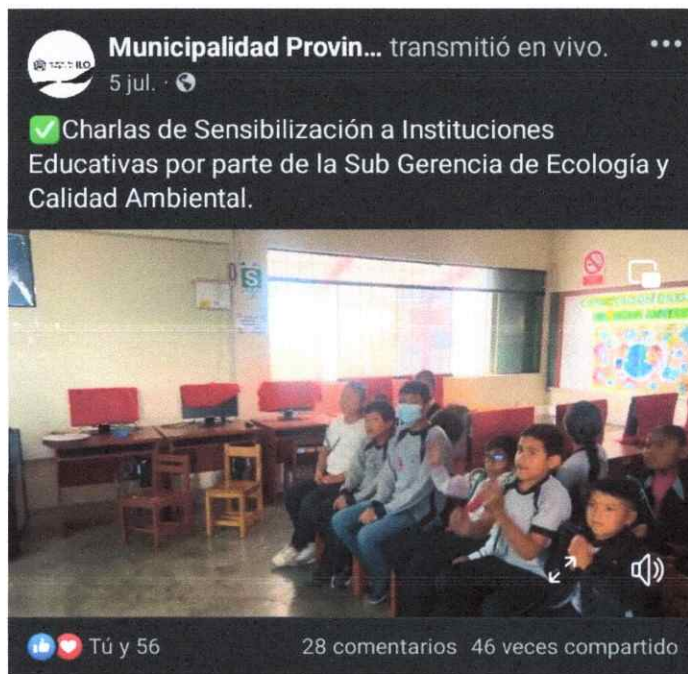 Municipalidad Provin... transmitió en vivo.
5 jul.
ILO
Charlas de Sensibilización a Instituciones
Educativas por parte de la Sub Gerencia de Ecología y
Calidad Ambiental.
S
Tú y 56
28 comentarios 46 veces compartido